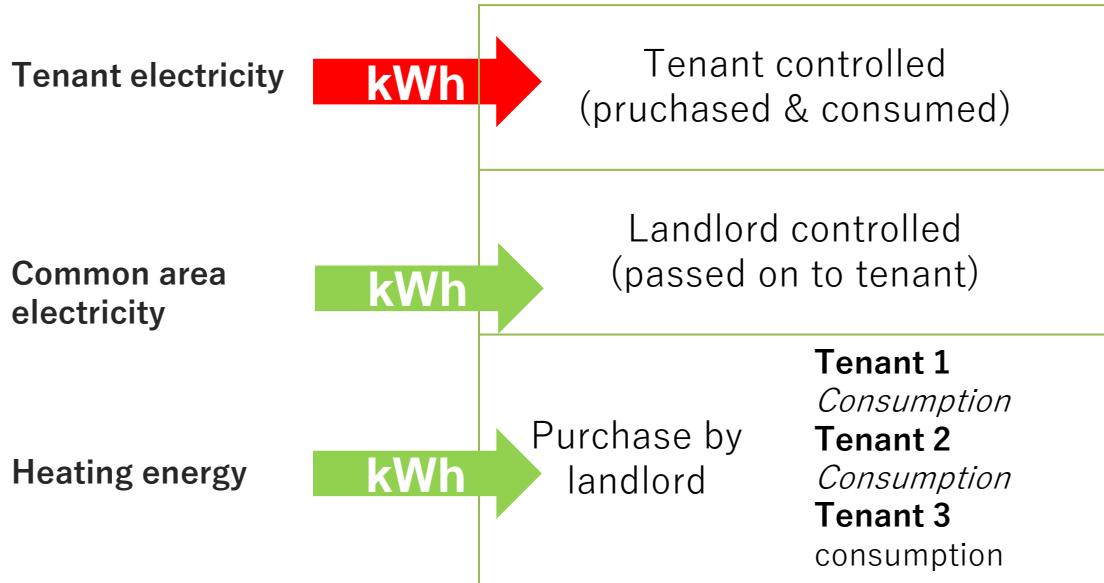 Tenant electricity
kWh
Tenant controlled
(pruchased & consumed)
Common area
electricity
kWh
Landlord controlled
(passed on to tenant)
Heating energy
kWh
Purchase by
landlord
Tenant 1
Consumption
Tenant 2
Consumption
Tenant 3
consumption